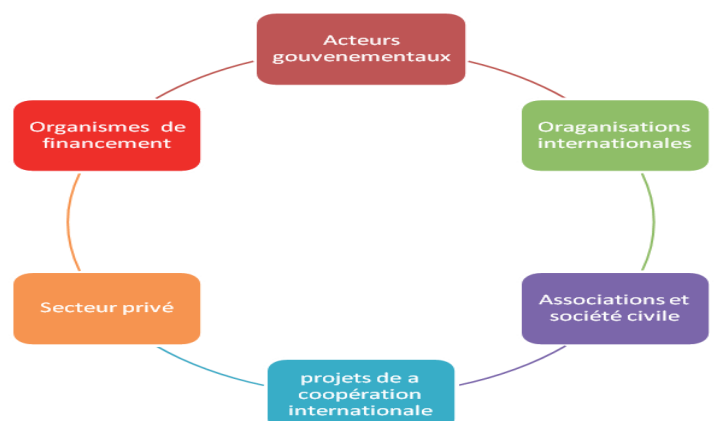 Acteurs
gouvenementaux
Organismes de
financement
Oraganisations
internationales
Secteur privé
Associations et
société civile
projets de a
coopération
internationale